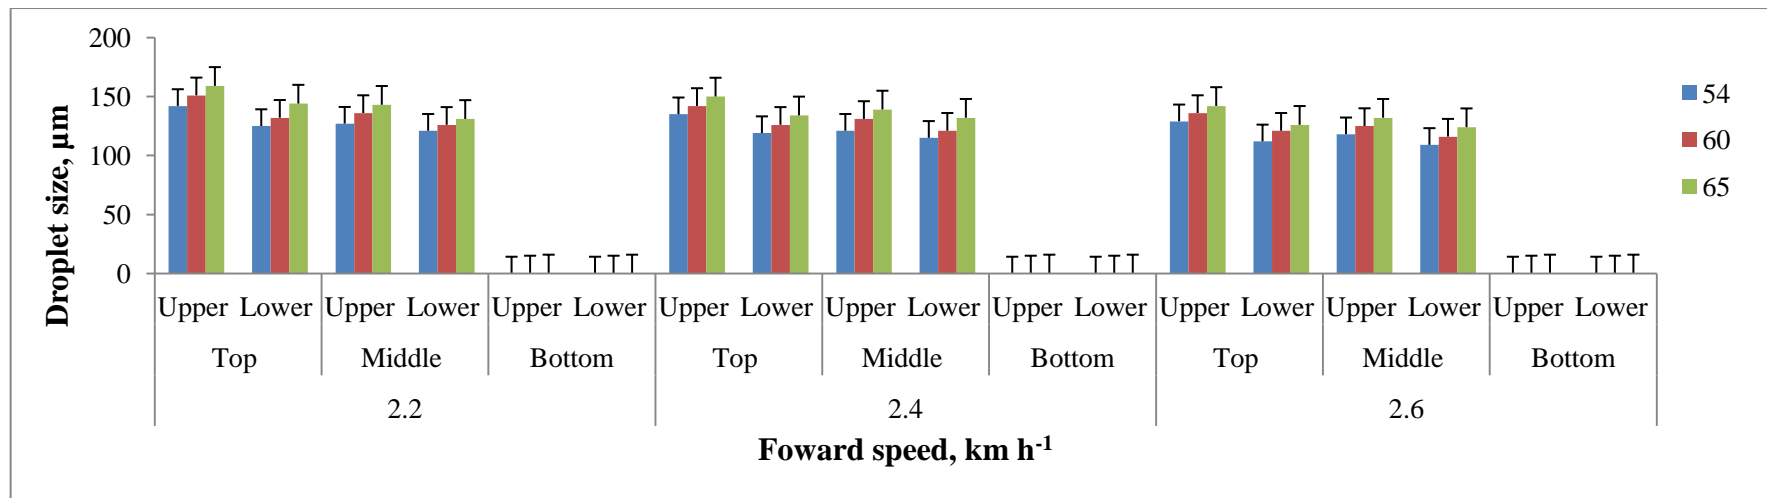 Droplet size, µm
200
150
100
50
0
Upper Lower Upper Lower Upper Lower Upper Lower Upper Lower Upper Lower Upper Lower Upper Lower Upper Lower
Top Middle Bottom Top Middle Bottom Top Middle Bottom
2.2 2.4 2.6
Foward speed, km h-1
54
60
65